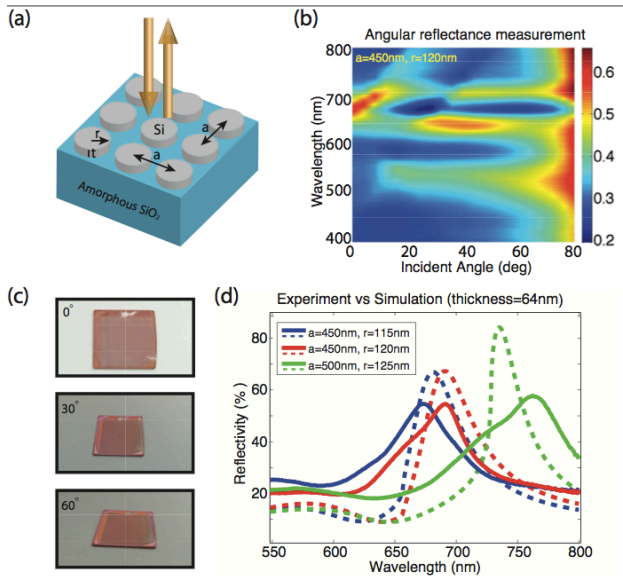 (a)
r
t
Si
a
a
Amorphous SiO₂
(b)
Angular reflectance measurement
a=450nm, r=120nm
Wavelength (nm)
800
700
600
500
400
0 20 40 60 80
Incident Angle (deg)
0.6
0.5
0.4
0.3
0.2
(c)
0°
30°
60°
(d)
Experiment vs Simulation (thickness=64nm)
a=450nm, r=115nm
a=450nm, r=120nm
a=500nm, r=125nm
Reflectivity (%)
80
60
40
20
550 600 650 700 750 800
Wavelength (nm)